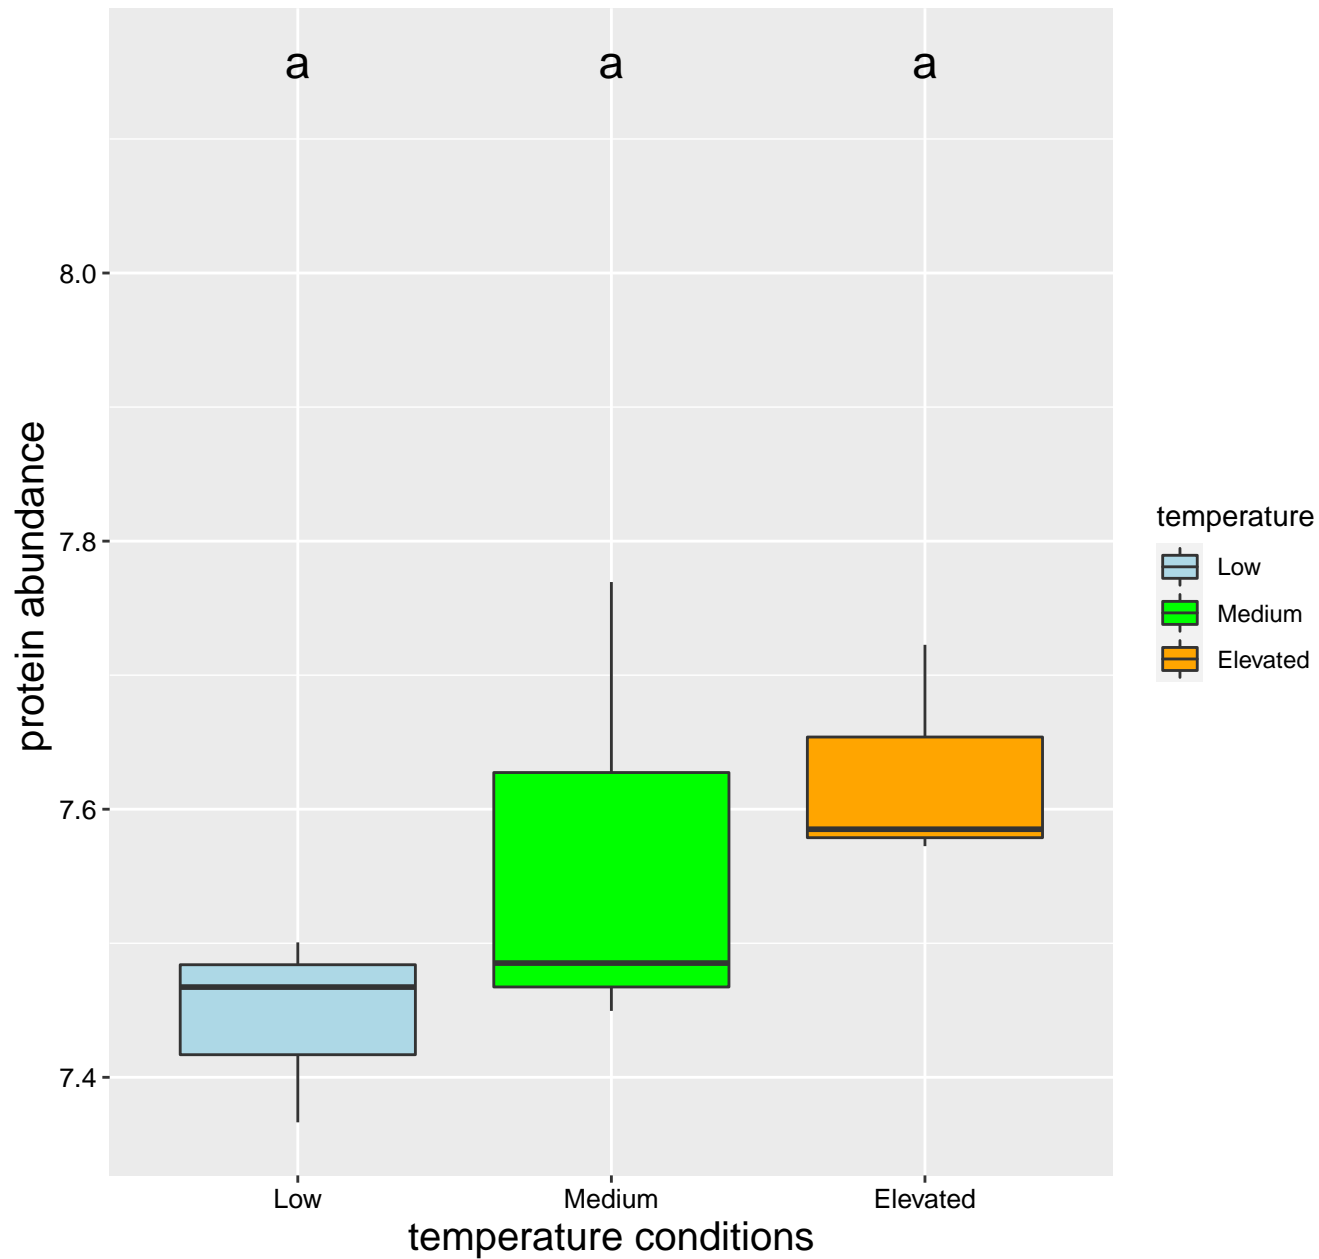 a a a
8.0
7.8
7.6
7.4
protein abundance
Low Medium Elevated
temperature conditions
temperature
Low
Medium
Elevated